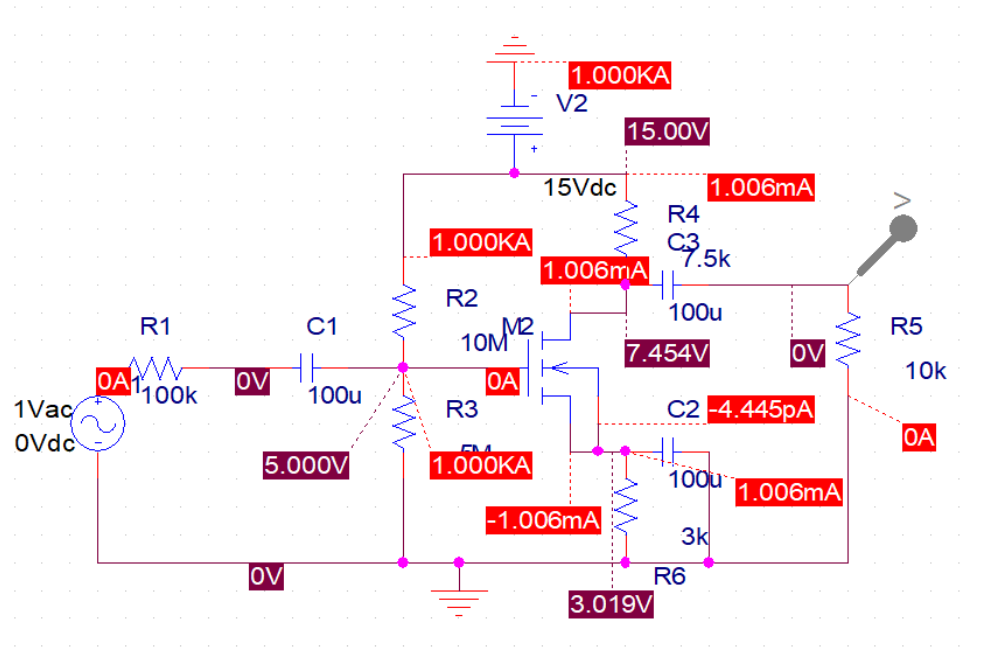 1.000KA
-
V2
15.00V
+
15Vdc
1.006mA
R4
>
1.000KA
C3
7.5k
1.006mA
R2
M2
100u
R1
C1
R5
10M
7.454V
0V
10k
0A
0V
0A
100k
100u
1Vac
+
R3
C2
-4.445pA
0Vdc
-
5M
0A
5.000V
1.000KA
100u
1.006mA
-1.006mA
3k
0V
R6
3.019V